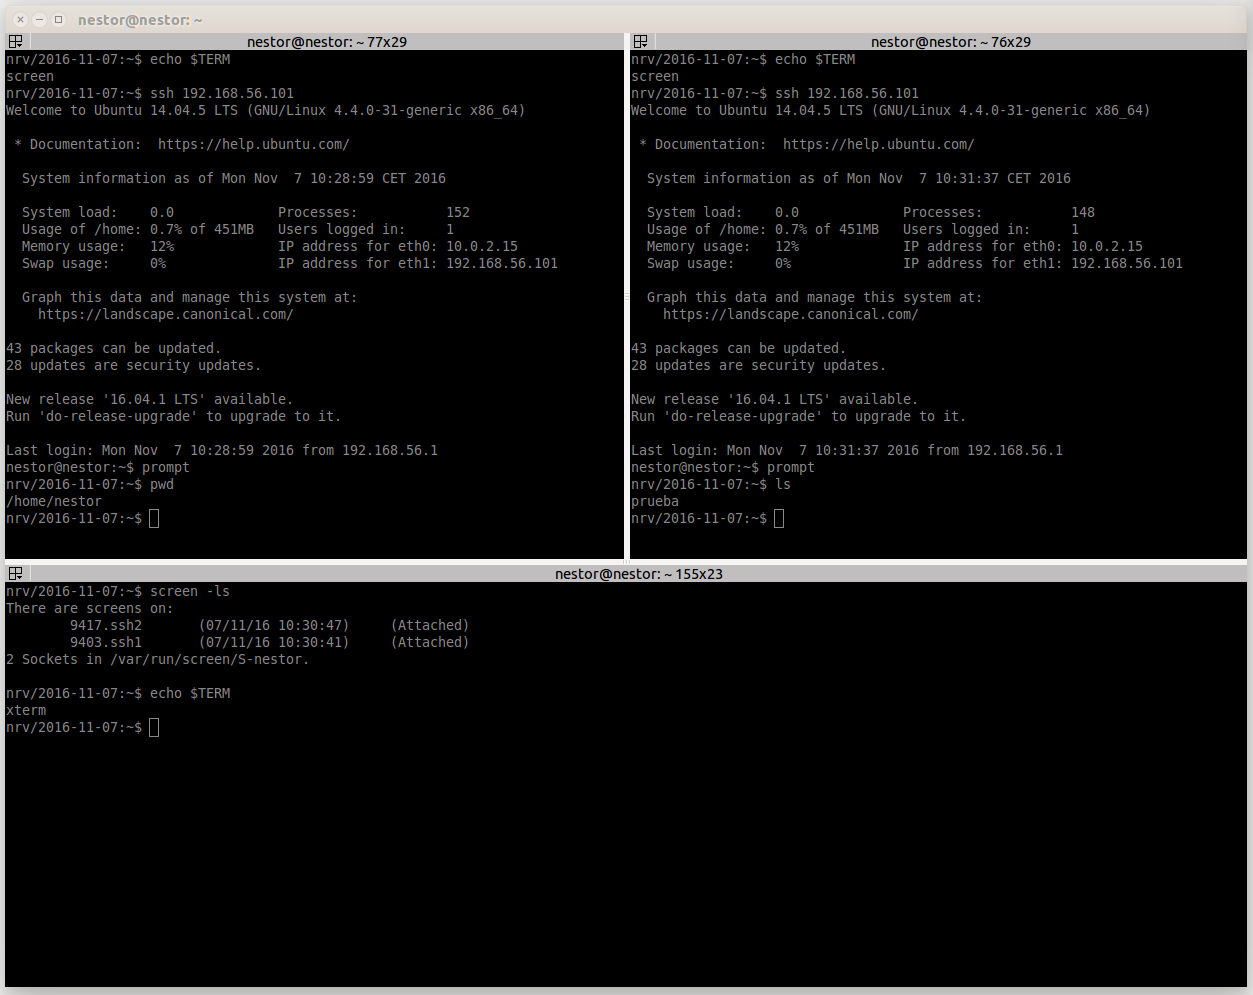 nestor@nestor: ~
nestor@nestor: ~ 77x29
nrv/2016-11-07:~$ echo $TERM
screen
nrv/2016-11-07:~$ ssh 192.168.56.101
Welcome to Ubuntu 14.04.5 LTS (GNU/Linux 4.4.0-31-generic x86_64)
* Documentation:  https://help.ubuntu.com/
System information as of Mon Nov  7 10:28:59 CET 2016
System load:    0.0             Processes:           152
Usage of /home: 0.7% of 451MB   Users logged in:     1
Memory usage:   12%             IP address for eth0: 10.0.2.15
Swap usage:     0%              IP address for eth1: 192.168.56.101
Graph this data and manage this system at:
https://landscape.canonical.com/
43 packages can be updated.
28 updates are security updates.
New release '16.04.1 LTS' available.
Run 'do-release-upgrade' to upgrade to it.
Last login: Mon Nov  7 10:28:59 2016 from 192.168.56.1
nestor@nestor:~$ prompt
nrv/2016-11-07:~$ pwd
/home/nestor
nrv/2016-11-07:~$
nestor@nestor: ~ 76x29
nrv/2016-11-07:~$ echo $TERM
screen
nrv/2016-11-07:~$ ssh 192.168.56.101
Welcome to Ubuntu 14.04.5 LTS (GNU/Linux 4.4.0-31-generic x86_64)
* Documentation:  https://help.ubuntu.com/
System information as of Mon Nov  7 10:31:37 CET 2016
System load:    0.0             Processes:           148
Usage of /home: 0.7% of 451MB   Users logged in:     1
Memory usage:   12%             IP address for eth0: 10.0.2.15
Swap usage:     0%              IP address for eth1: 192.168.56.101
Graph this data and manage this system at:
https://landscape.canonical.com/
43 packages can be updated.
28 updates are security updates.
New release '16.04.1 LTS' available.
Run 'do-release-upgrade' to upgrade to it.
Last login: Mon Nov  7 10:31:37 2016 from 192.168.56.1
nestor@nestor:~$ prompt
nrv/2016-11-07:~$ ls
prueba
nrv/2016-11-07:~$
nestor@nestor: ~ 155x23
nrv/2016-11-07:~$ screen -ls
There are screens on:
9417.ssh2       (07/11/16 10:30:47)     (Attached)
9403.ssh1       (07/11/16 10:30:41)     (Attached)
2 Sockets in /var/run/screen/S-nestor.
nrv/2016-11-07:~$ echo $TERM
xterm
nrv/2016-11-07:~$